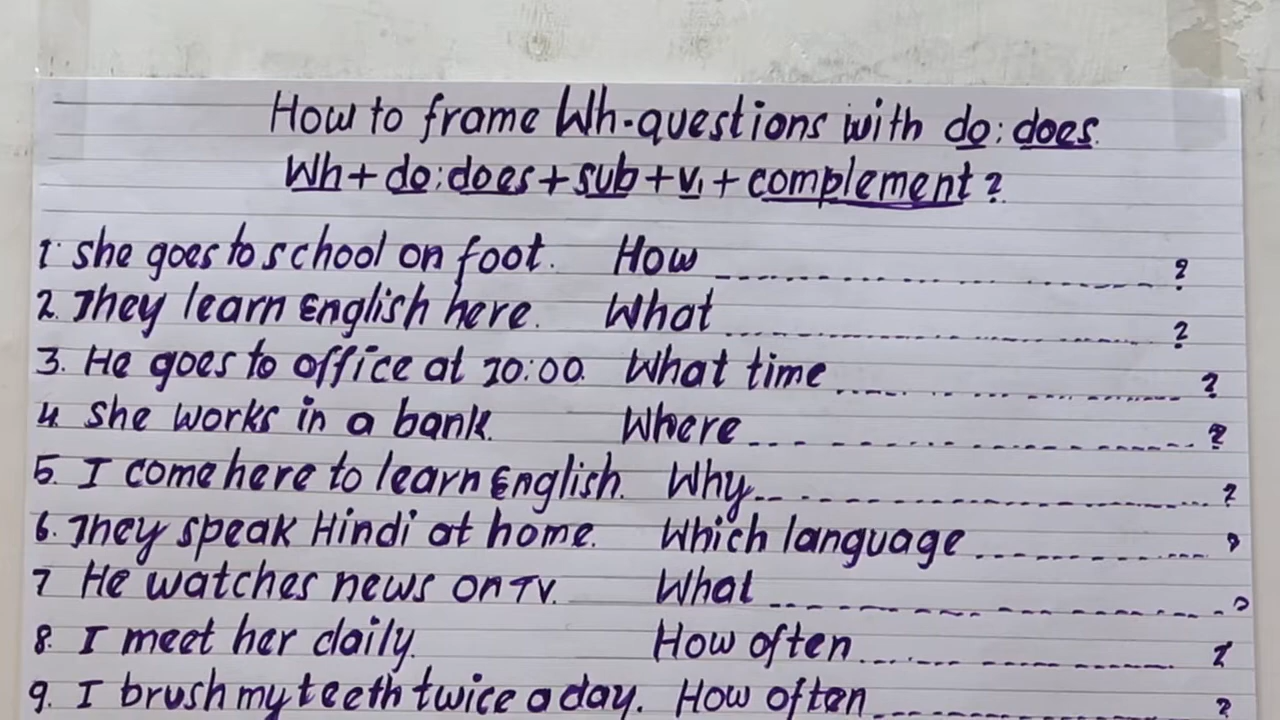 How to frame Wh-questions with do:does.
Wh + do:does + sub + v1 + complement ?
1. she goes to school on foot. How ............ ?
2. They learn English here. What ............ ?
3. He goes to office at 10:00. What time ............ ?
4. she works in a bank. Where ............ ?
5. I come here to learn English. Why ............ ?
6. They speak Hindi at home. Which language ............ ?
7 He watches news on TV. What ............ ?
8. I meet her daily. How often ............ ?
9. I brush my teeth twice a day. How often ............ ?